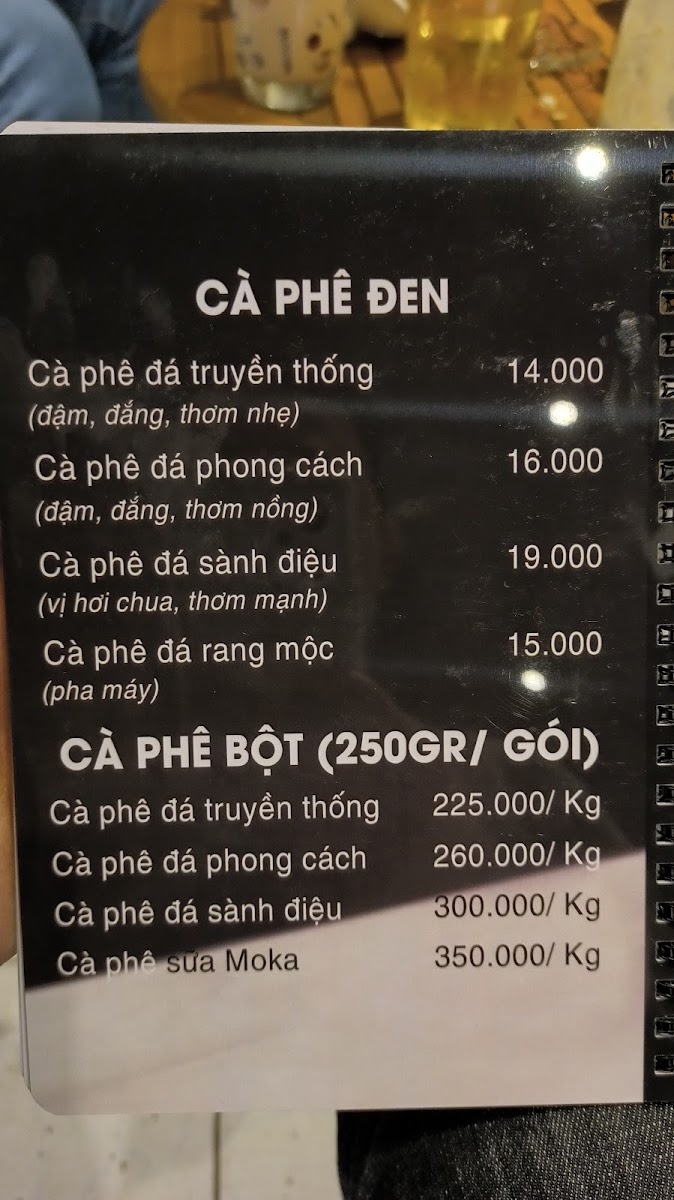 CÀ PHÊ ĐEN
Cà phê đá truyền thống 14.000
(đậm, đắng, thơm nhẹ)
Cà phê đá phong cách 16.000
(đậm, đắng, thơm nồng)
Cà phê đá sành điệu 19.000
(vị hơi chua, thơm mạnh)
Cà phê đá rang mộc 15.000
(pha máy)
CÀ PHÊ BỘT (250GR/ GÓI)
Cà phê đá truyền thống 225.000/ Kg
Cà phê đá phong cách 260.000/ Kg
Cà phê đá sành điệu 300.000/ Kg
Cà phê sữa Moka 350.000/ Kg